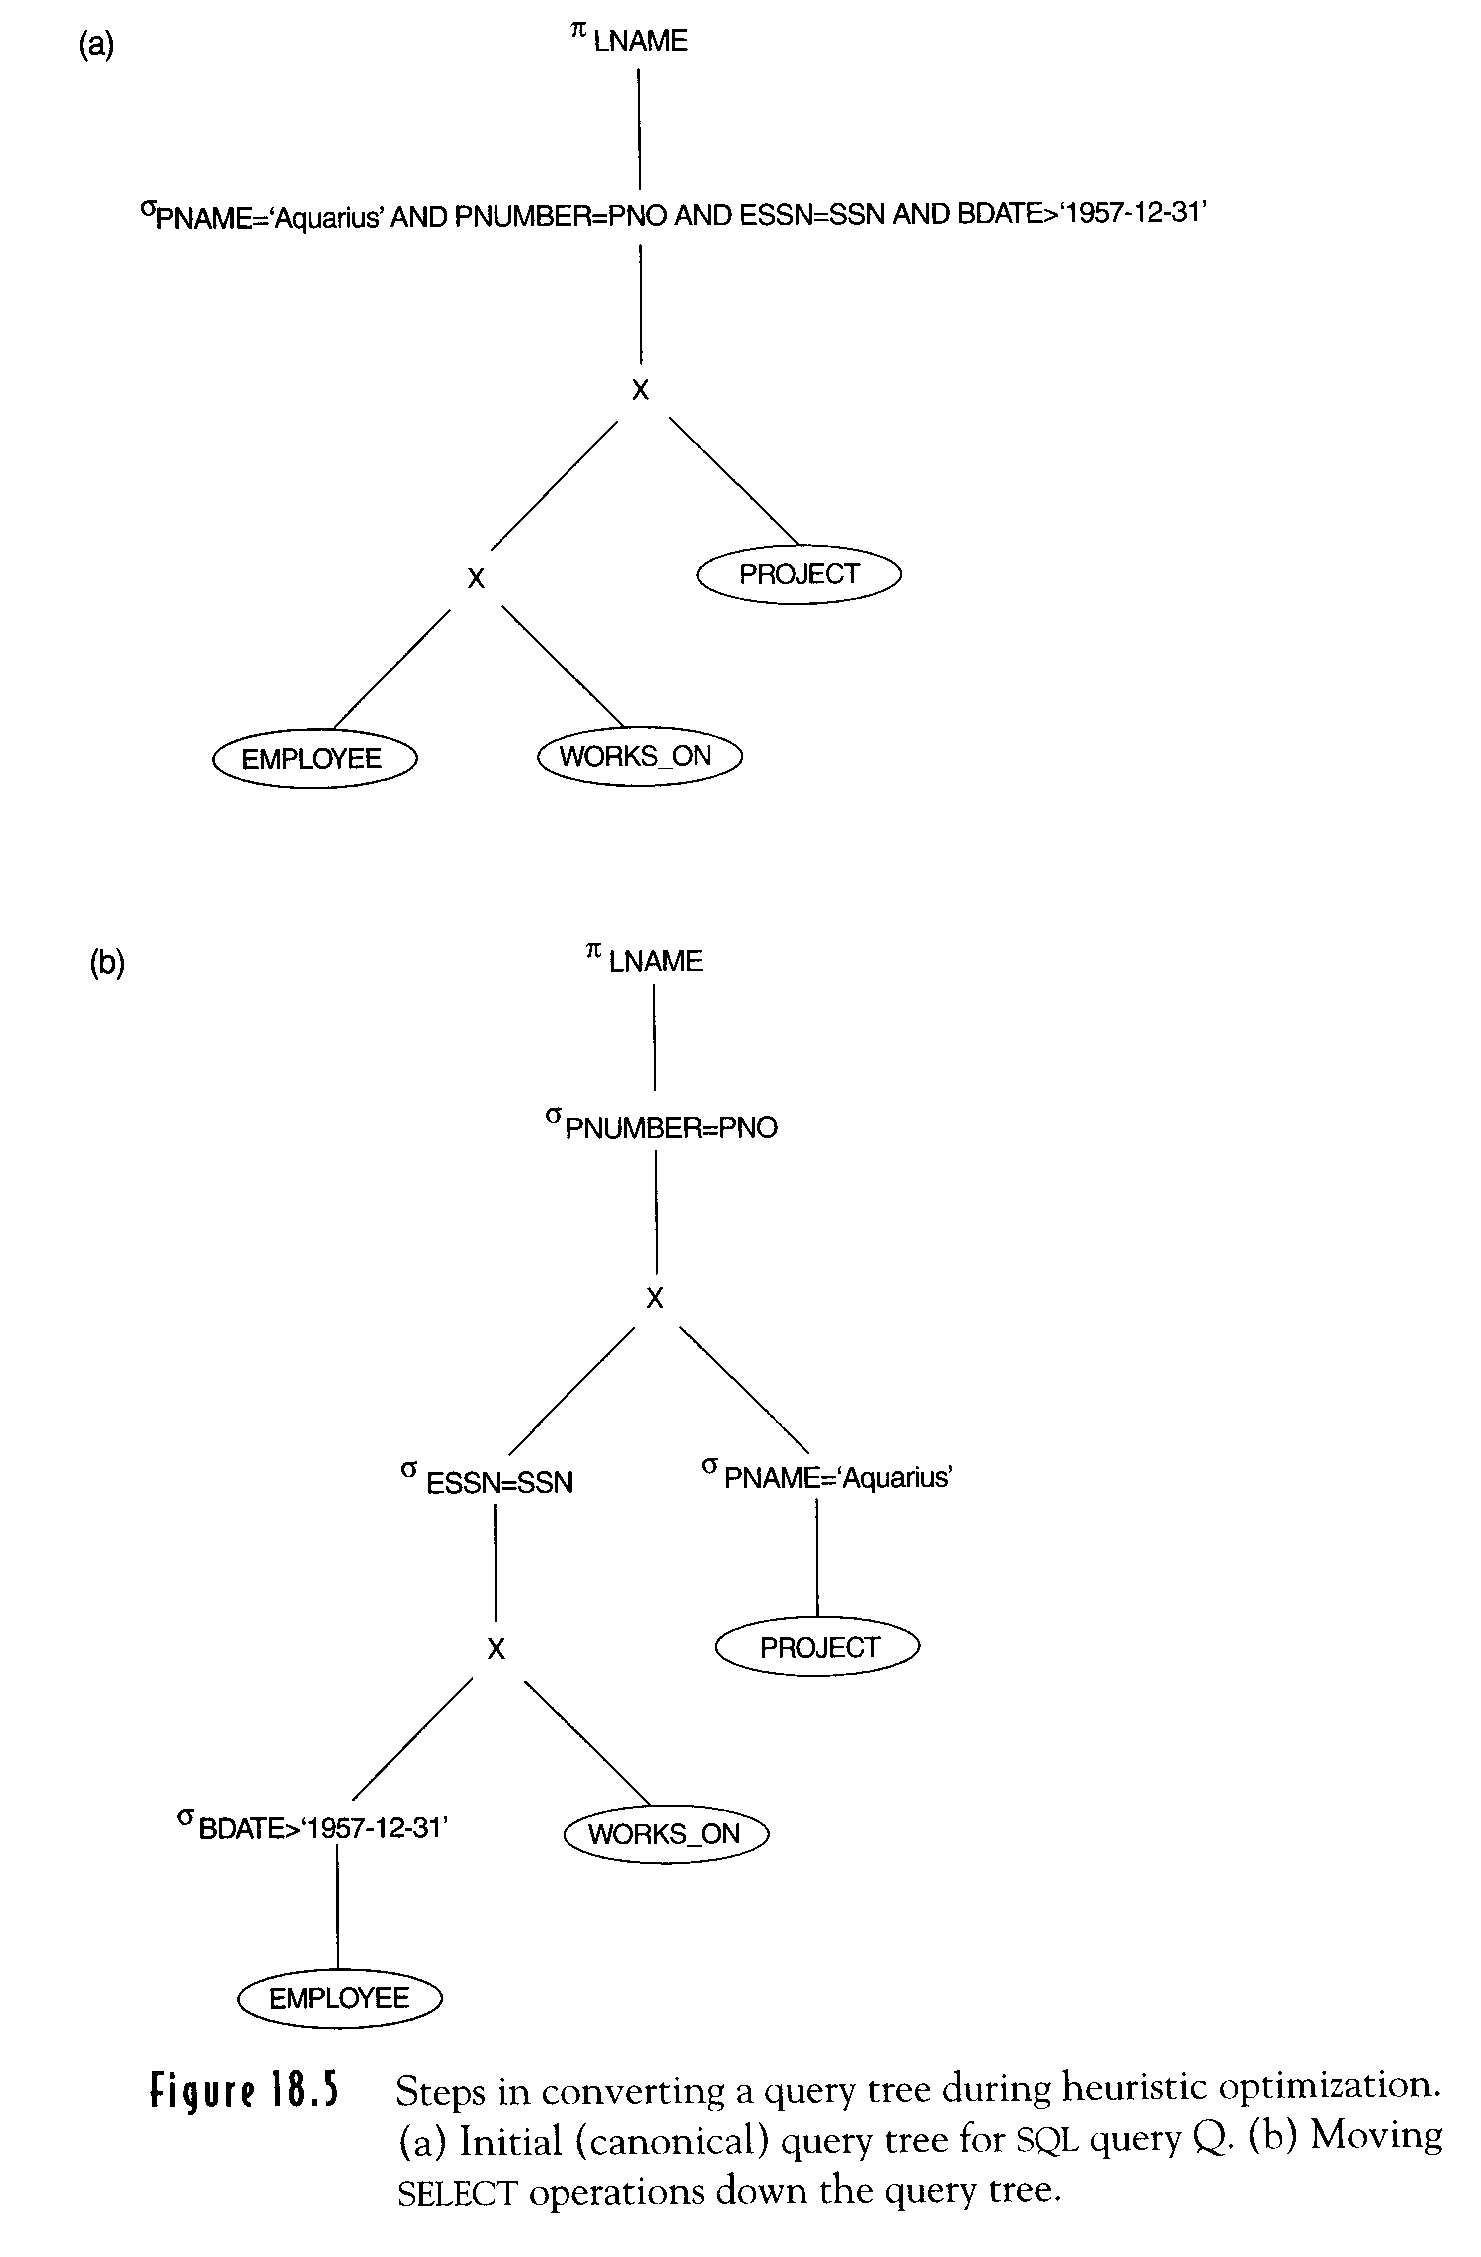 (a)
π LNAME
σPNAME=‘Aquarius’ AND PNUMBER=PNO AND ESSN=SSN AND BDATE>‘1957-12-31’
X
X
PROJECT
EMPLOYEE
WORKS_ON
(b)
π LNAME
σ PNUMBER=PNO
X
σ ESSN=SSN
σ PNAME=‘Aquarius’
X
PROJECT
σ BDATE>‘1957-12-31’
WORKS_ON
EMPLOYEE
Figure 18.5 Steps in converting a query tree during heuristic optimization.
(a) Initial (canonical) query tree for SQL query Q. (b) Moving
SELECT operations down the query tree.